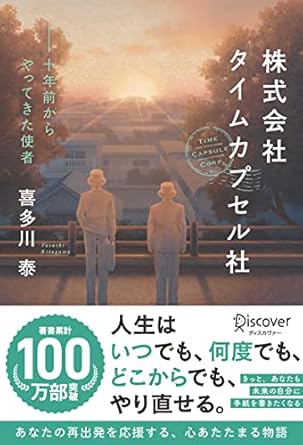 株式会社
タイムカプセル社
TIME
CAPSULE
CORP.
十年前から
やってきた使者
喜多川 泰
Yasushi Kitagawa
Discover
ディスカヴァー
人生は
いつでも、何度でも、
どこからでも、
やり直せる。
著書累計
100
万部突破
きっと、あなたも
未来の自分に
手紙を書きたくなる
あなたの再出発を応援する、心あたたまる物語